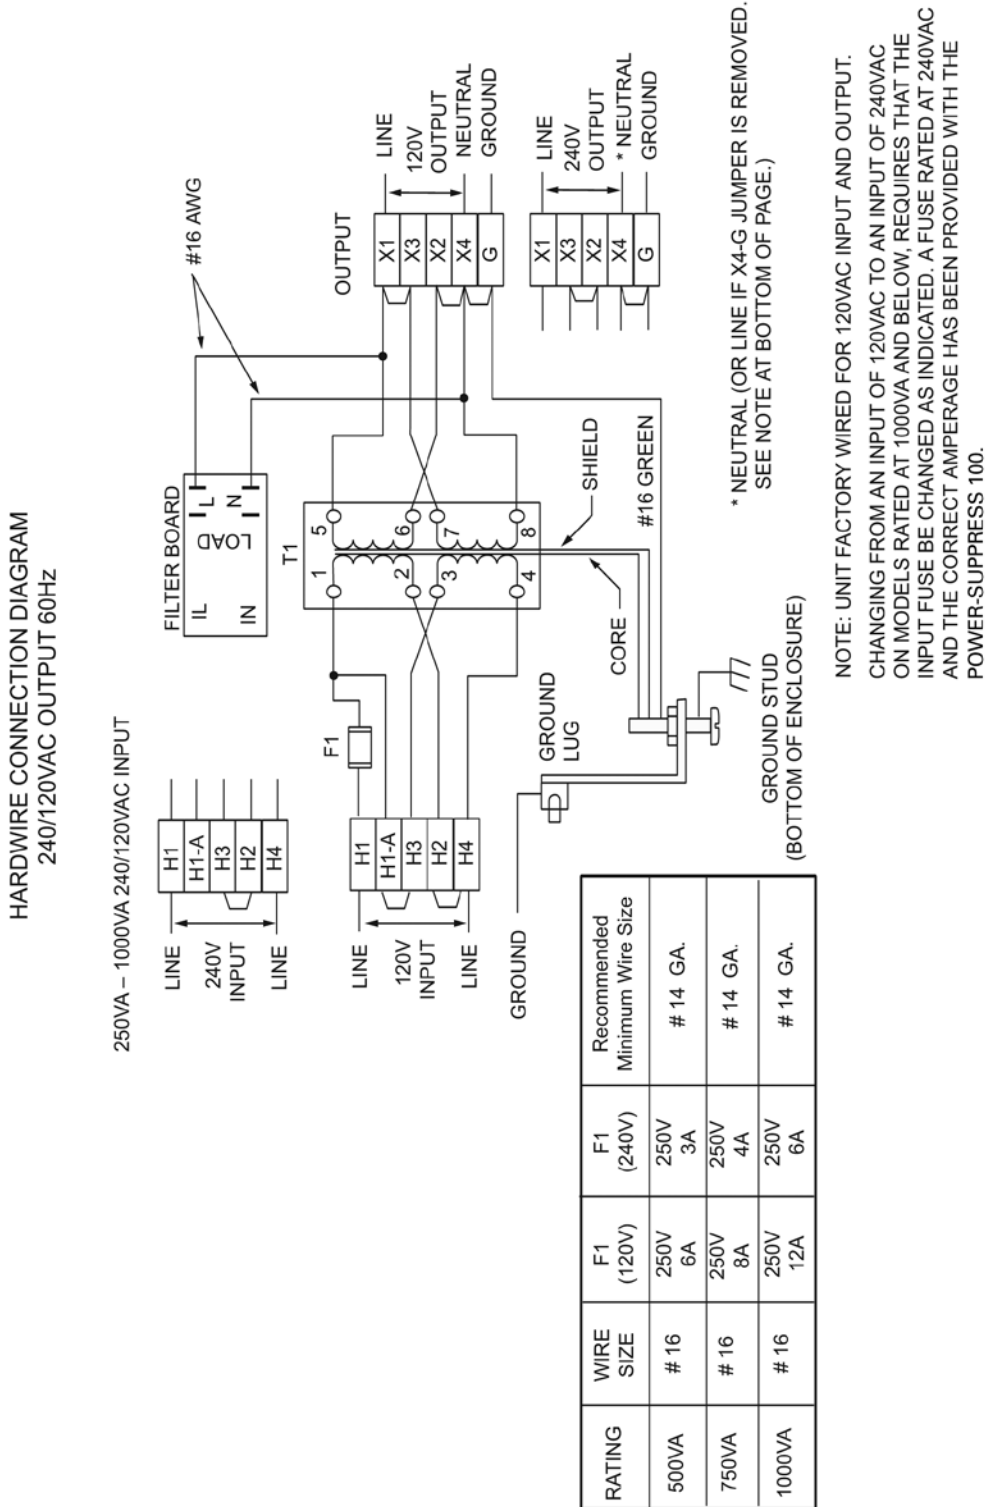 HARDWIRE CONNECTION DIAGRAM
240/120VAC OUTPUT 60Hz
250VA – 1000VA 240/120VAC INPUT
LINE
240V
INPUT
LINE
H1
H1-A
H3
H2
H4
LINE
120V
INPUT
LINE
H1
H1-A
H3
H2
H4
F1
GROUND
GROUND
LUG
GROUND STUD
(BOTTOM OF ENCLOSURE)
FILTER BOARD
IL
IN
LOAD
L
N
#16 AWG
T1
1
2
3
4
5
6
7
8
CORE
SHIELD
#16 GREEN
OUTPUT
X1
X3
X2
X4
G
LINE
120V
OUTPUT
NEUTRAL
GROUND
X1
X3
X2
X4
G
LINE
240V
OUTPUT
* NEUTRAL
GROUND
* NEUTRAL (OR LINE IF X4-G JUMPER IS REMOVED.
SEE NOTE AT BOTTOM OF PAGE.)
RATING WIRE SIZE F1 (120V) F1 (240V) Recommended Minimum Wire Size
500VA # 16 250V 6A 250V 3A # 14 GA.
750VA # 16 250V 8A 250V 4A # 14 GA.
1000VA # 16 250V 12A 250V 6A # 14 GA.
NOTE: UNIT FACTORY WIRED FOR 120VAC INPUT AND OUTPUT.
CHANGING FROM AN INPUT OF 120VAC TO AN INPUT OF 240VAC
ON MODELS RATED AT 1000VA AND BELOW, REQUIRES THAT THE
INPUT FUSE BE CHANGED AS INDICATED. A FUSE RATED AT 240VAC
AND THE CORRECT AMPERAGE HAS BEEN PROVIDED WITH THE
POWER-SUPPRESS 100.